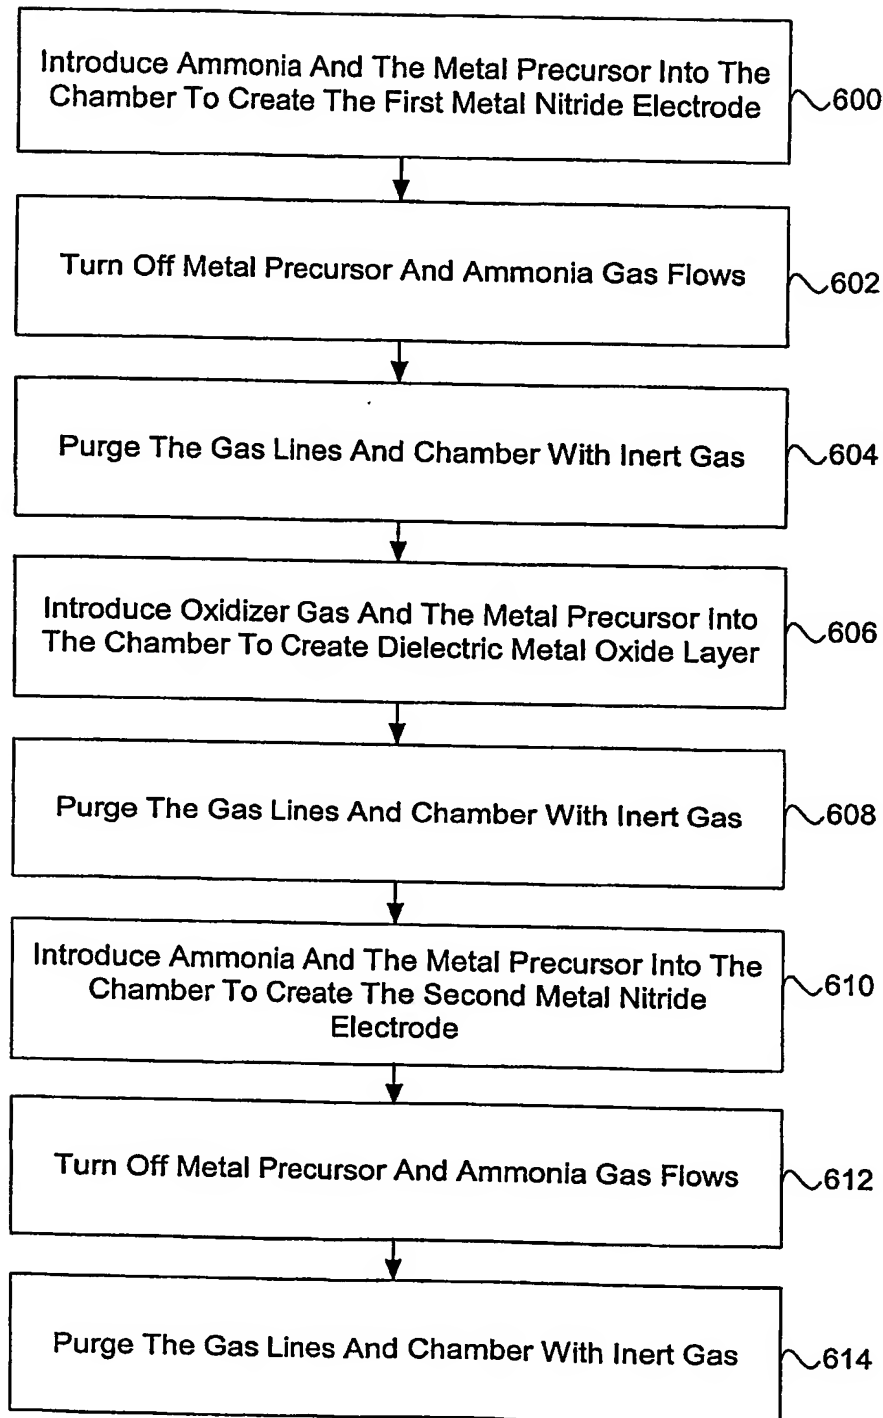 Introduce Ammonia And The Metal Precursor Into The
Chamber To Create The First Metal Nitride Electrode
600
Turn Off Metal Precursor And Ammonia Gas Flows
602
Purge The Gas Lines And Chamber With Inert Gas
604
Introduce Oxidizer Gas And The Metal Precursor Into
The Chamber To Create Dielectric Metal Oxide Layer
606
Purge The Gas Lines And Chamber With Inert Gas
608
Introduce Ammonia And The Metal Precursor Into The
Chamber To Create The Second Metal Nitride
Electrode
610
Turn Off Metal Precursor And Ammonia Gas Flows
612
Purge The Gas Lines And Chamber With Inert Gas
614